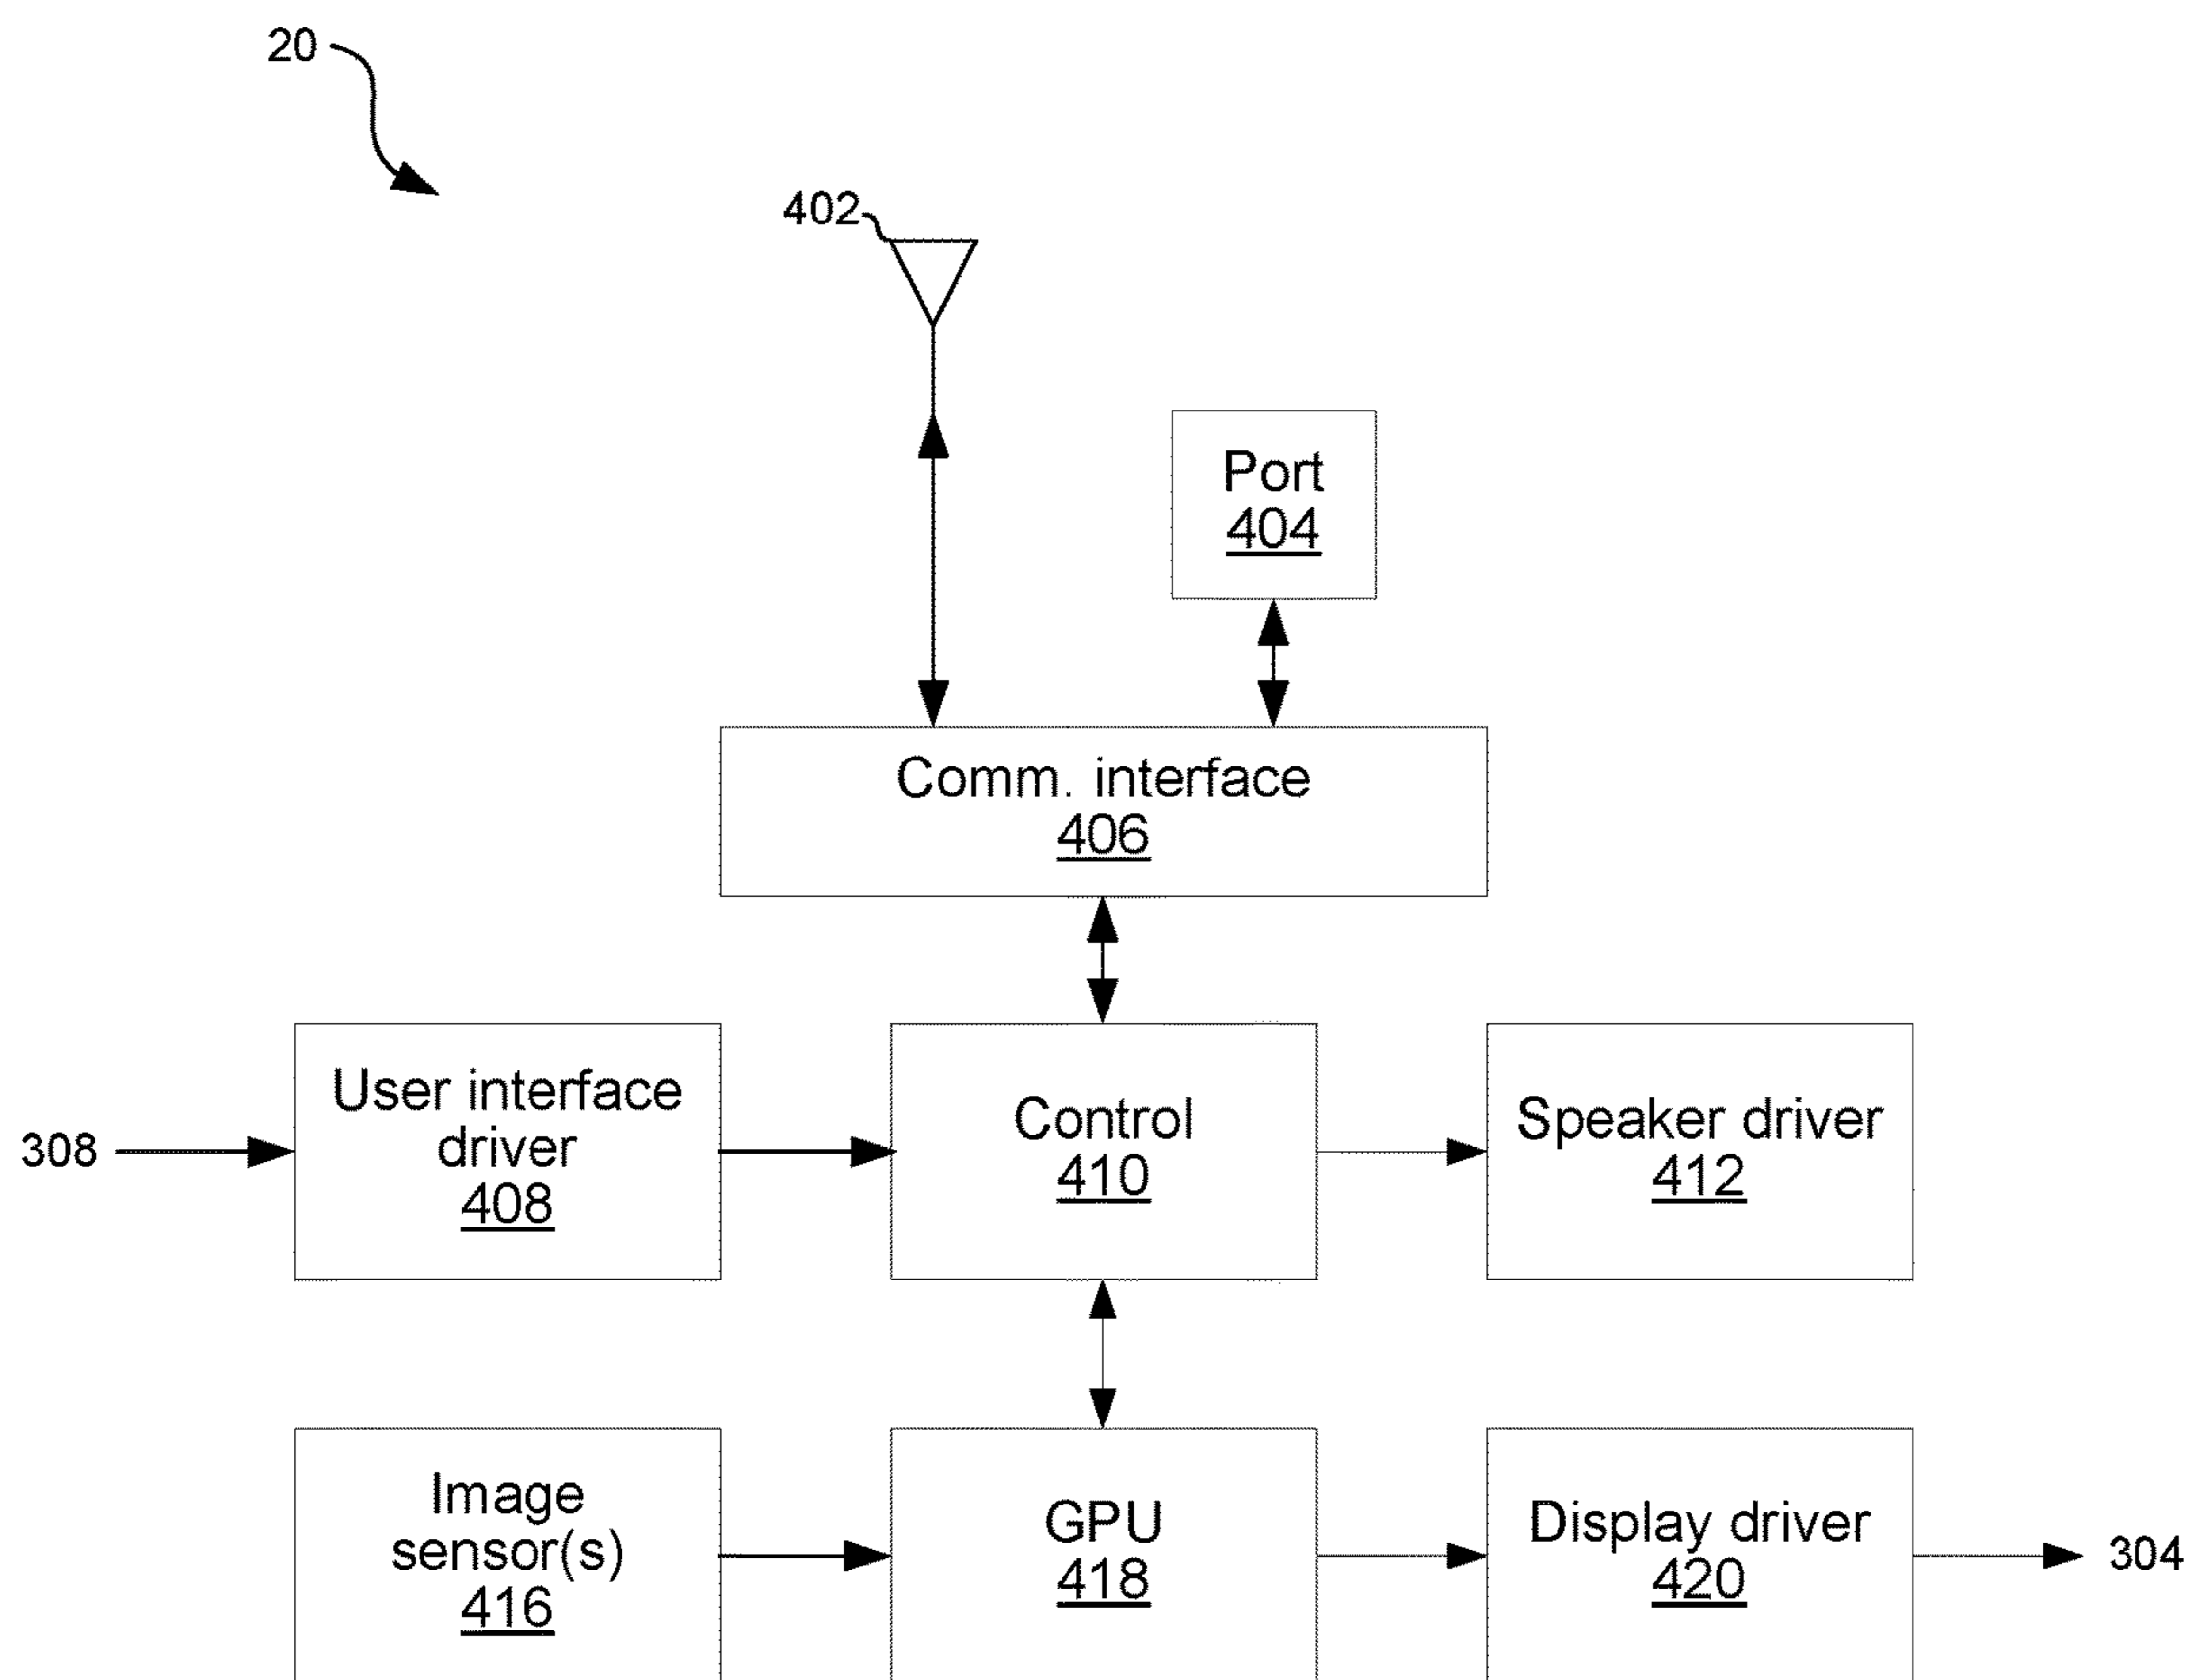 20
402
Port
404
Comm. interface
406
User interface
driver
408
308
Control
410
Speaker driver
412
Image
sensor(s)
416
GPU
418
Display driver
420
304